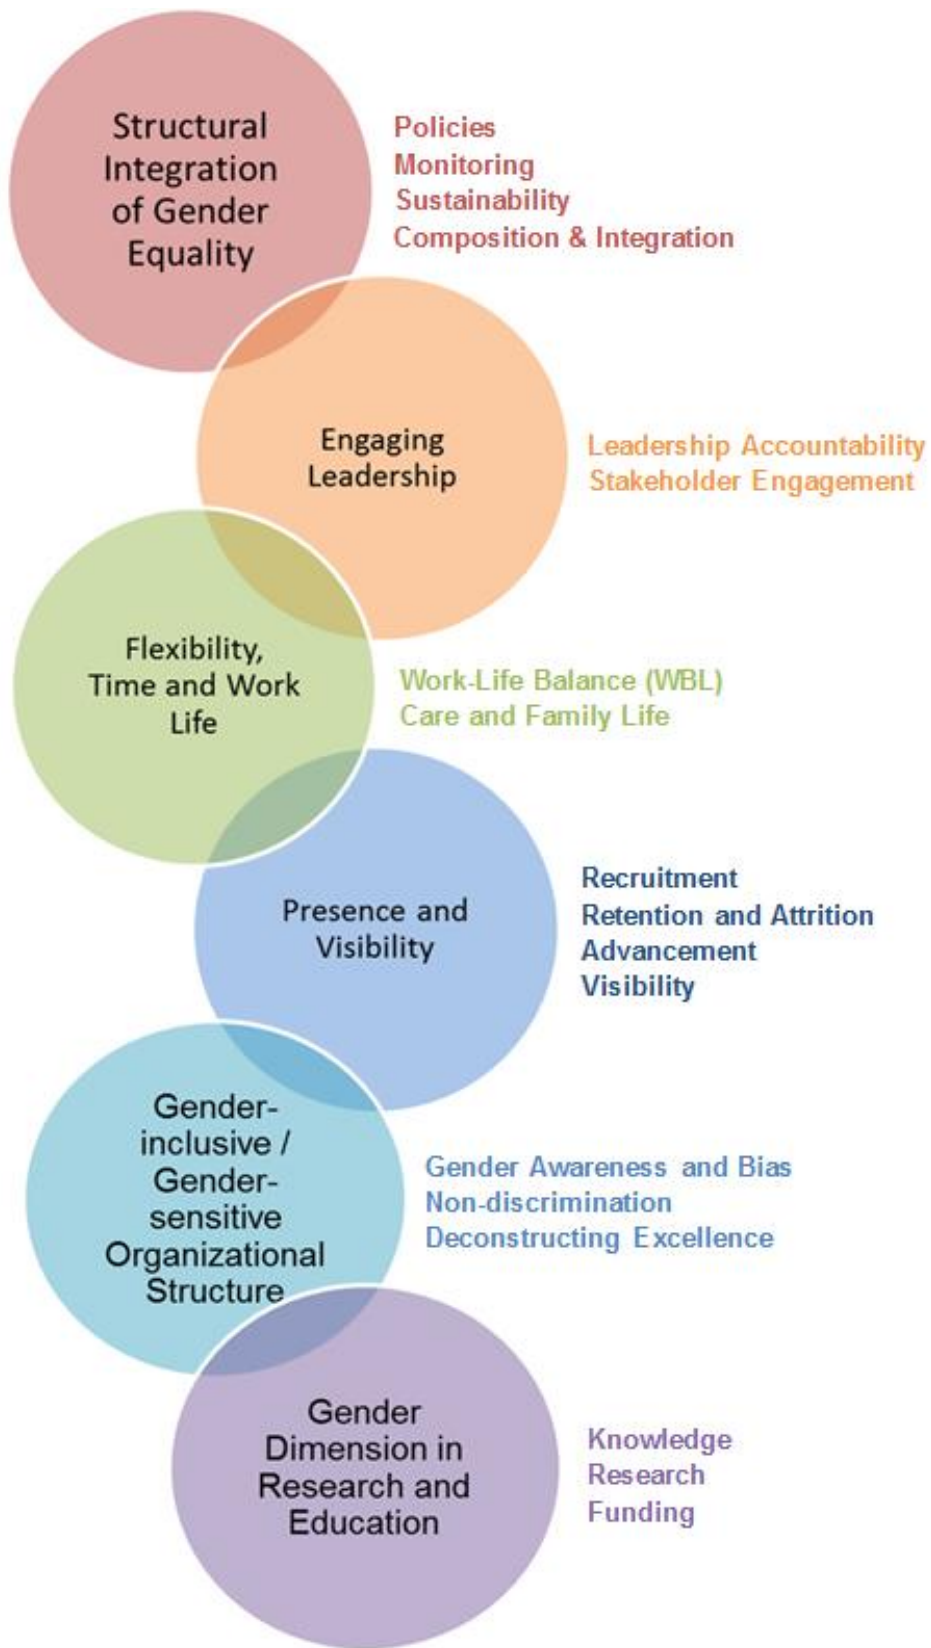 Structural
Integration
of Gender
Equality
Policies
Monitoring
Sustainability
Composition & Integration
Engaging
Leadership
Leadership Accountability
Stakeholder Engagement
Flexibility,
Time and Work
Life
Work-Life Balance (WBL)
Care and Family Life
Presence and
Visibility
Recruitment
Retention and Attrition
Advancement
Visibility
Gender-
inclusive /
Gender-
sensitive
Organizational
Structure
Gender Awareness and Bias
Non-discrimination
Deconstructing Excellence
Gender
Dimension in
Research and
Education
Knowledge
Research
Funding